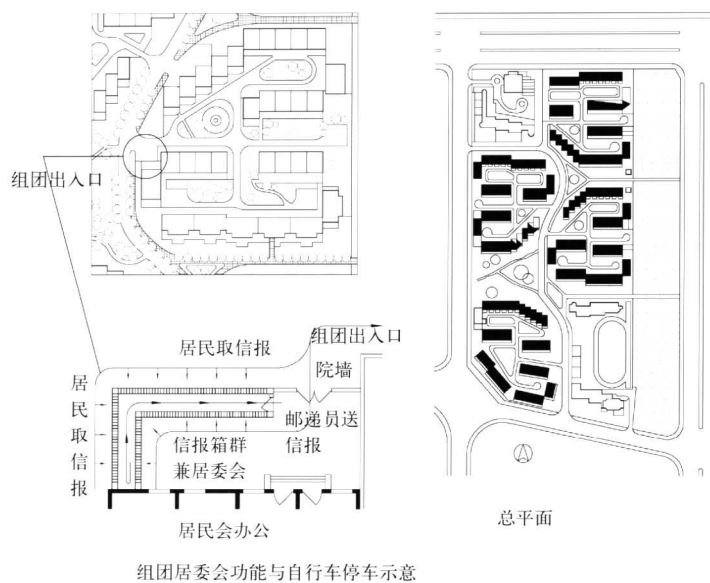 组团出入口
组团出入口
居民取信报
院墙
居民取信报
邮递员送
信报
信报箱群
兼居委会
居民会办公
总平面
组团居委会功能与自行车停车示意